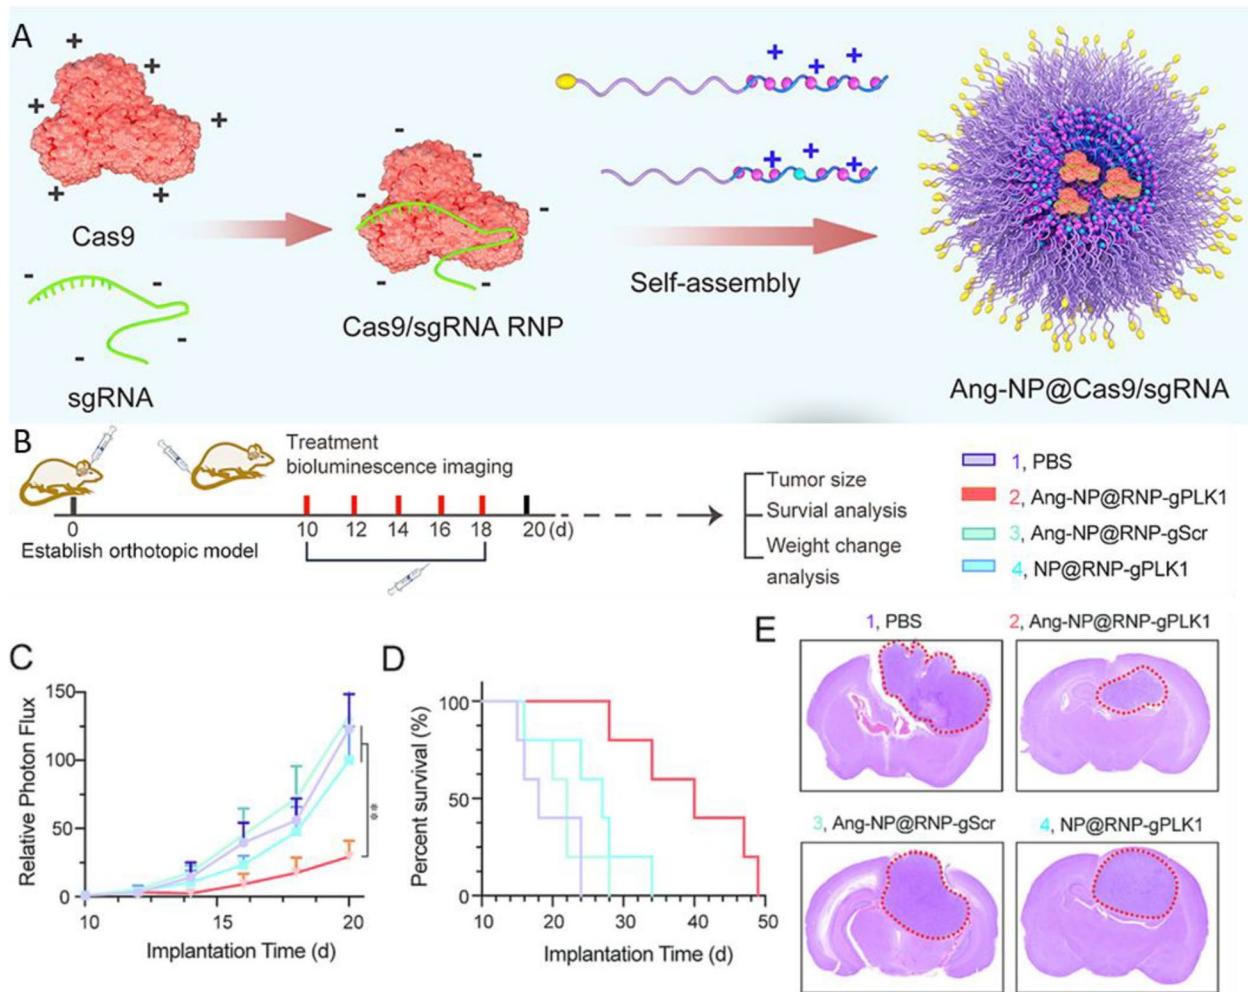 A
Cas9
sgRNA
Cas9/sgRNA RNP
Self-assembly
Ang-NP@Cas9/sgRNA
B
Treatment
bioluminescence imaging
0
10
12
14
16
18
20 (d)
Establish orthotopic model
Tumor size
Survial analysis
Weight change
analysis
1, PBS
2, Ang-NP@RNP-gPLK1
3, Ang-NP@RNP-gScr
4, NP@RNP-gPLK1
C
Relative Photon Flux
150
100
50
0
10
15
20
Implantation Time (d)
**
D
Percent survival (%)
100
50
0
10
20
30
40
50
Implantation Time (d)
E
1, PBS
2, Ang-NP@RNP-gPLK1
3, Ang-NP@RNP-gScr
4, NP@RNP-gPLK1